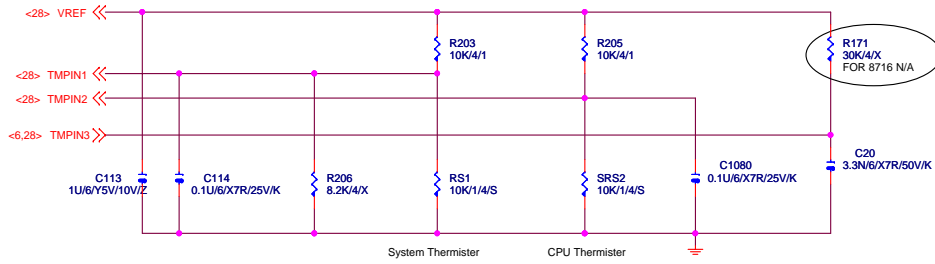 <28> VREF
R203
10K/4/1
R205
10K/4/1
R171
30K/4/X
FOR 8716 N/A
<28> TMPIN1
<28> TMPIN2
<6,28> TMPIN3
C113
1U/6/Y5V/10V/Z
C114
0.1U/6/X7R/25V/K
R206
8.2K/4/X
RS1
10K/1/4/S
SRS2
10K/1/4/S
C1080
0.1U/6/X7R/25V/K
C20
3.3N/6/X7R/50V/K
System Thermister
CPU Thermister